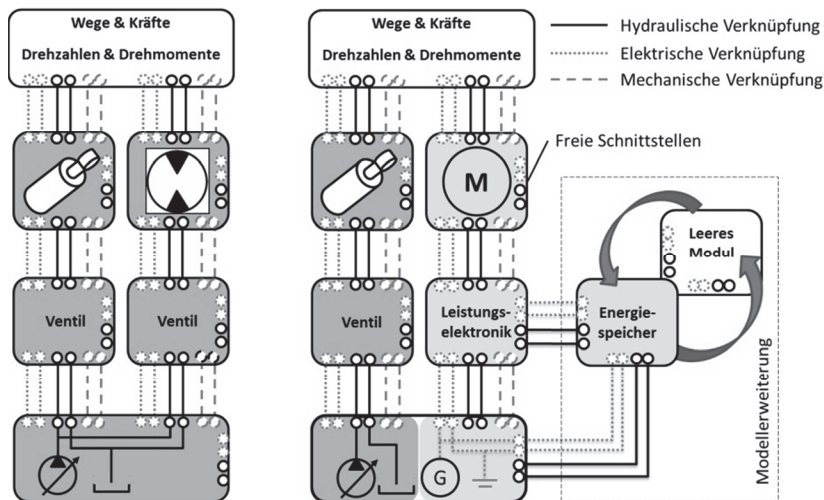 Wege & Kräfte
Drehzahlen & Drehmomente
Wege & Kräfte
Drehzahlen & Drehmomente
Hydraulische Verknüpfung
Elektrische Verknüpfung
Mechanische Verknüpfung
Freie Schnittstellen
M
Leeres
Modul
Ventil
Ventil
Ventil
Leistungs-
elektronik
Energie-
speicher
Modellerweiterung
G